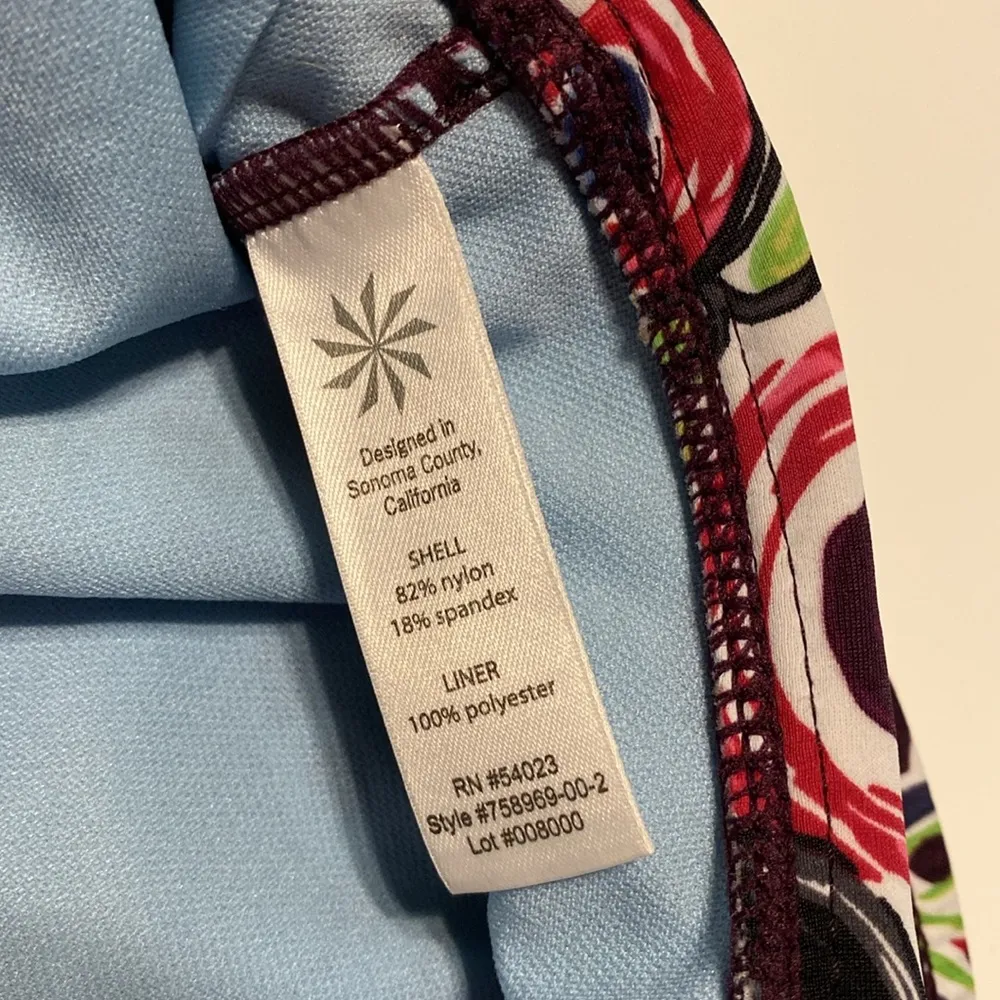 Designed in
Sonoma County,
California
SHELL
82% nylon
18% spandex
LINER
100% polyester
RN #54023
Style #758969-00-2
Lot #008000